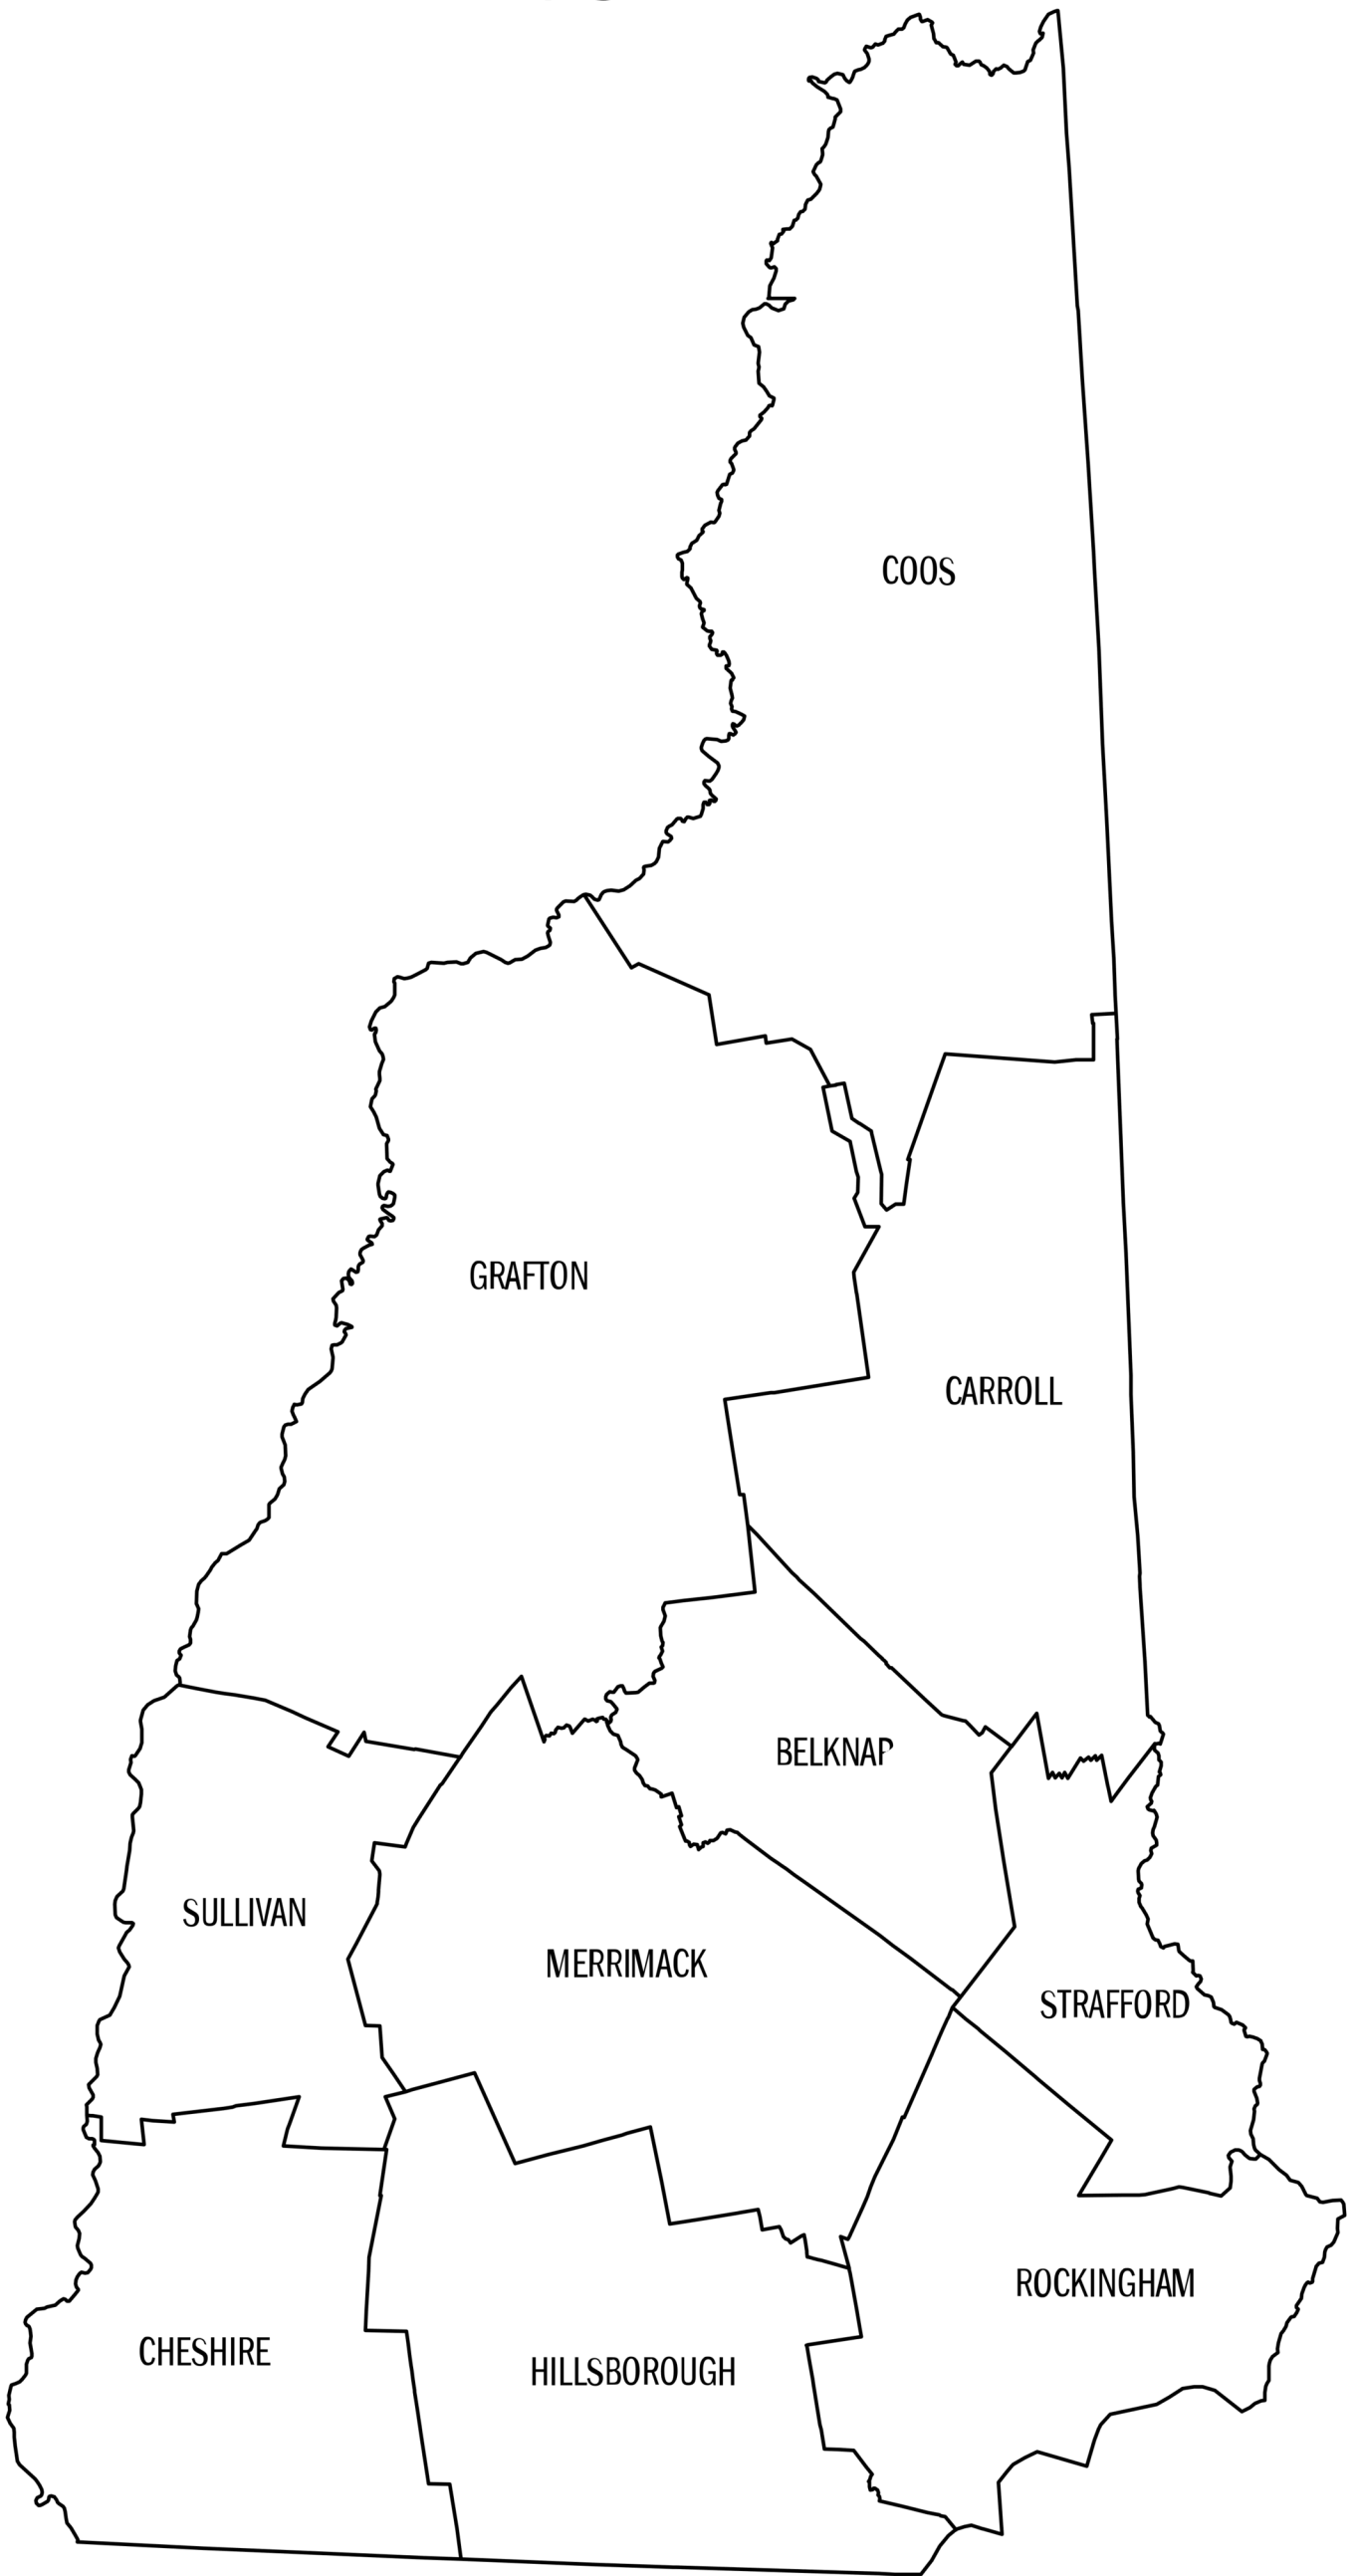 COOS
GRAFTON
CARROLL
BELKNAP
SULLIVAN
MERRIMACK
STRAFFORD
ROCKINGHAM
CHESHIRE
HILLSBOROUGH